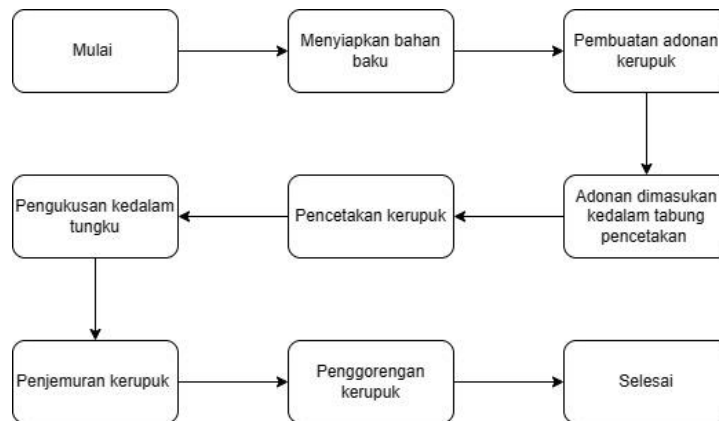 Mulai
Menyiapkan bahan
baku
Pembuatan adonan
kerupuk
Adonan dimasukan
kedalam tabung
pencetakan
Pencetakan kerupuk
Pengukusan kedalam
tungku
Penjemuran kerupuk
Penggorengan
kerupuk
Selesai